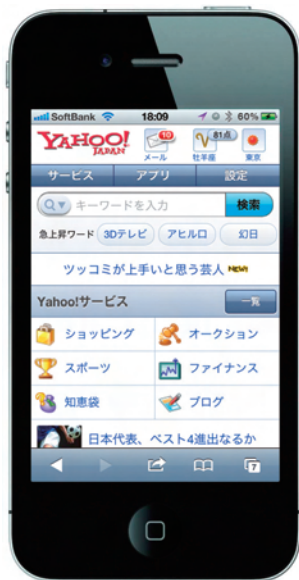 SoftBank 18:09 60%
YAHOO! JAPAN
10
81点
メール 牡羊座 東京
サービス アプリ 設定
キーワードを入力 検索
急上昇ワード 3Dテレビ アヒル口 幻日
ツッコミが上手いと思う芸人 NEW!
Yahoo!サービス 一覧
ショッピング オークション
スポーツ ファイナンス
知恵袋 ブログ
日本代表、ベスト4進出なるか
7